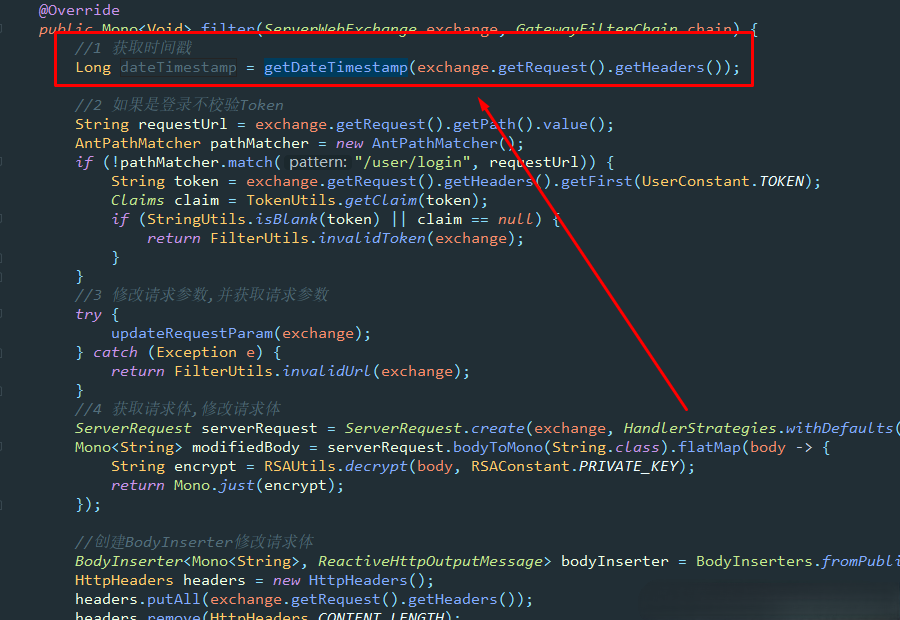 @Override
public Mono<Void> filter(ServerWebExchange exchange, GatewayFilterChain chain) {
//1 获取时间戳
Long dateTimestamp = getDateTimestamp(exchange.getRequest().getHeaders());
//2 如果是登录不校验Token
String requestUrl = exchange.getRequest().getPath().value();
AntPathMatcher pathMatcher = new AntPathMatcher();
if (!pathMatcher.match( pattern: "/user/login", requestUrl)) {
String token = exchange.getRequest().getHeaders().getFirst(UserConstant.TOKEN);
Claims claim = TokenUtils.getClaim(token);
if (StringUtils.isBlank(token) || claim == null) {
return FilterUtils.invalidToken(exchange);
}
}
//3 修改请求参数,并获取请求参数
try {
updateRequestParam(exchange);
} catch (Exception e) {
return FilterUtils.invalidUrl(exchange);
}
//4 获取请求体,修改请求体
ServerRequest serverRequest = ServerRequest.create(exchange, HandlerStrategies.withDefaults(
Mono<String> modifiedBody = serverRequest.bodyToMono(String.class).flatMap(body -> {
String encrypt = RSAUtils.decrypt(body, RSAConstant.PRIVATE_KEY);
return Mono.just(encrypt);
});
//创建BodyInserter修改请求体
BodyInserter<Mono<String>, ReactiveHttpOutputMessage> bodyInserter = BodyInserters.fromPubli
HttpHeaders headers = new HttpHeaders();
headers.putAll(exchange.getRequest().getHeaders());
headers.remove(HttpHeaders.CONTENT_LENGTH);